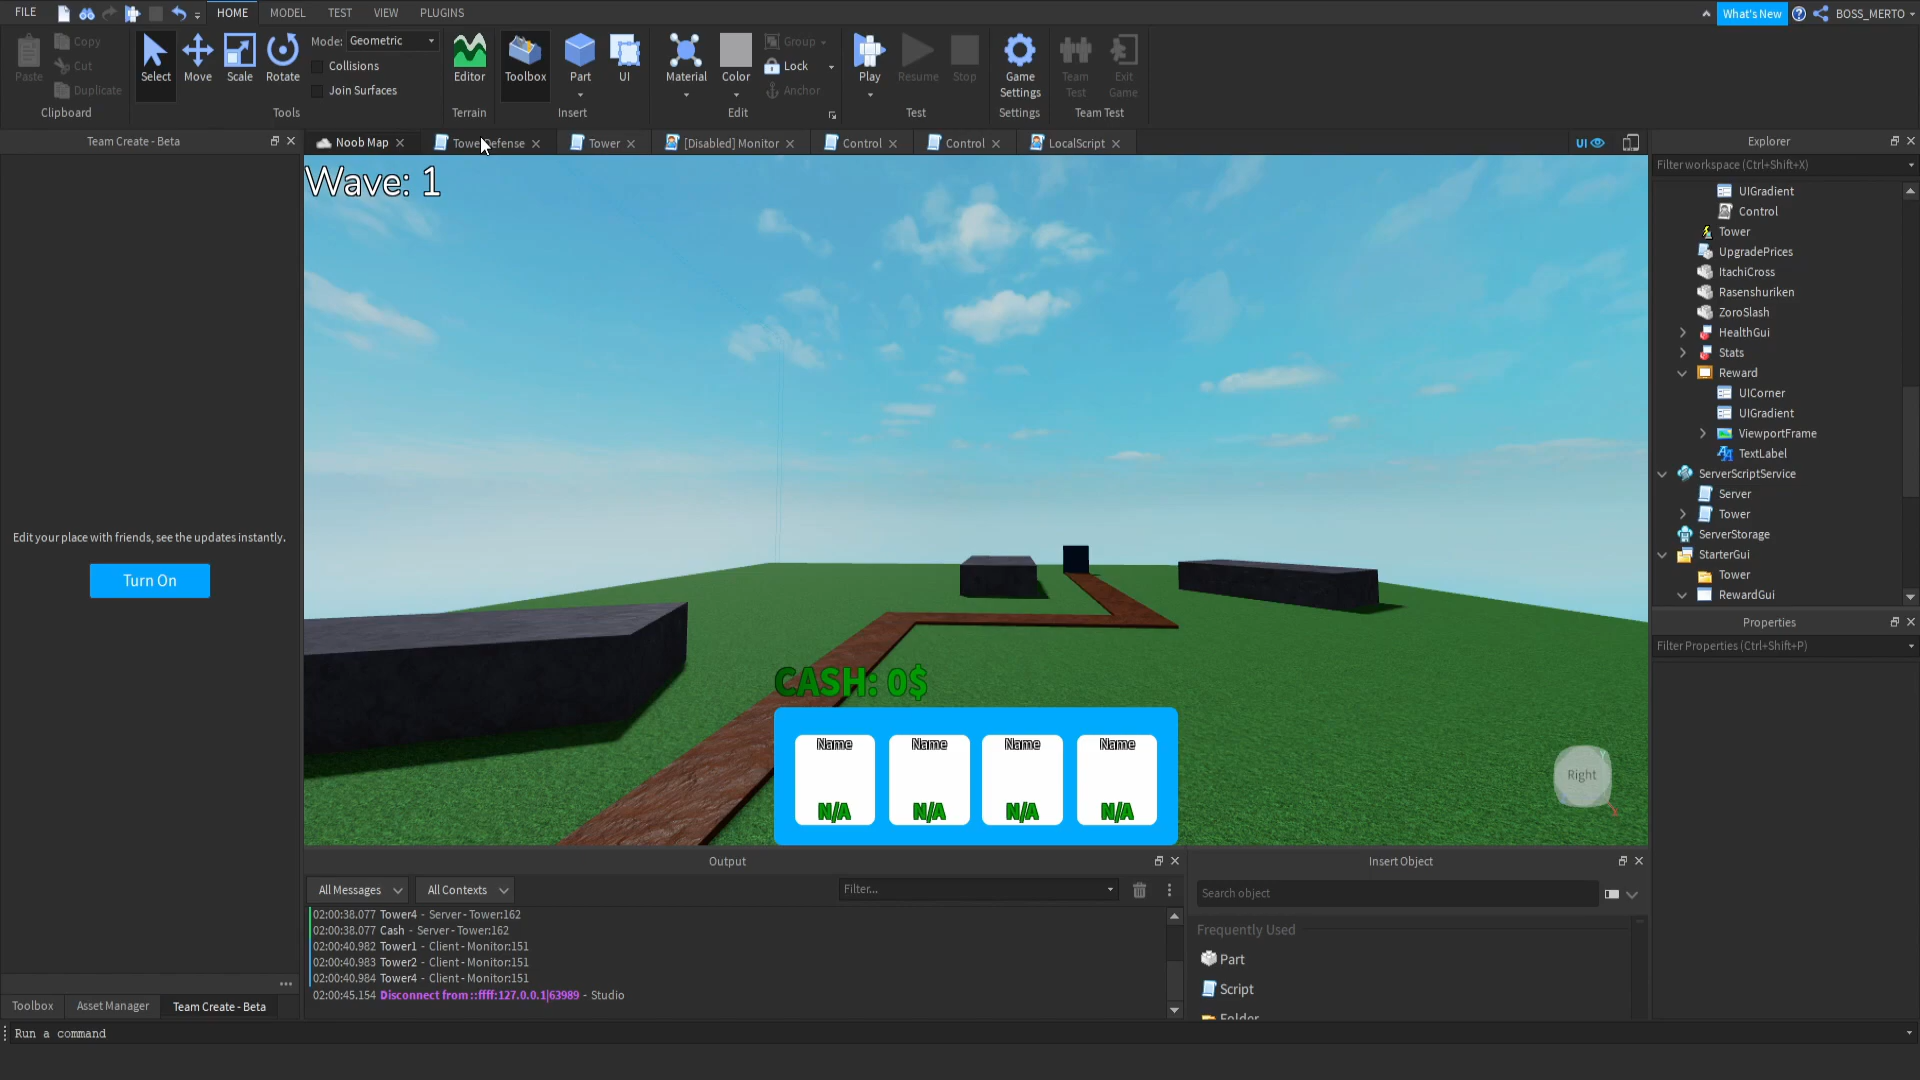 FILE
HOME
MODEL
TEST
VIEW
PLUGINS
What's New
BOSS_MERTO
Paste
Copy
Cut
Duplicate
Clipboard
Select
Move
Scale
Rotate
Mode: Geometric
Collisions
Join Surfaces
Tools
Editor
Terrain
Toolbox
Part
UI
Insert
Material
Color
Group
Lock
Anchor
Edit
Play
Resume
Stop
Test
Game
Settings
Settings
Team
Test
Exit
Game
Team Test
Team Create - Beta
Noob Map
Tower
[Disabled] Monitor
Control
Control
LocalScript
UI
Explorer
Filter workspace (Ctrl+Shift+X)
Wave: 1
UIGradient
Control
Tower
UpgradePrices
ItachiCross
Rasenshuriken
ZoroSlash
HealthGui
Stats
Reward
UICorner
UIGradient
ViewportFrame
TextLabel
ServerScriptService
Server
Tower
ServerStorage
StarterGui
Tower
RewardGui
Edit your place with friends, see the updates instantly.
Turn On
Properties
Filter Properties (Ctrl+Shift+P)
CASH: 0$
Name Name Name Name
N/A N/A N/A N/A
Right
Output
All Messages
All Contexts
Filter...
02:00:38.077 Tower4 - Server - Tower:162
02:00:38.077 Cash - Server - Tower:162
02:00:40.982 Tower1 - Client - Monitor:151
02:00:40.983 Tower2 - Client - Monitor:151
02:00:40.984 Tower4 - Client - Monitor:151
02:00:45.154 Disconnect from ::ffff:127.0.0.1|63989 - Studio
Insert Object
Search object
Frequently Used
Part
Script
Folder
Toolbox
Asset Manager
Team Create - Beta
Run a command